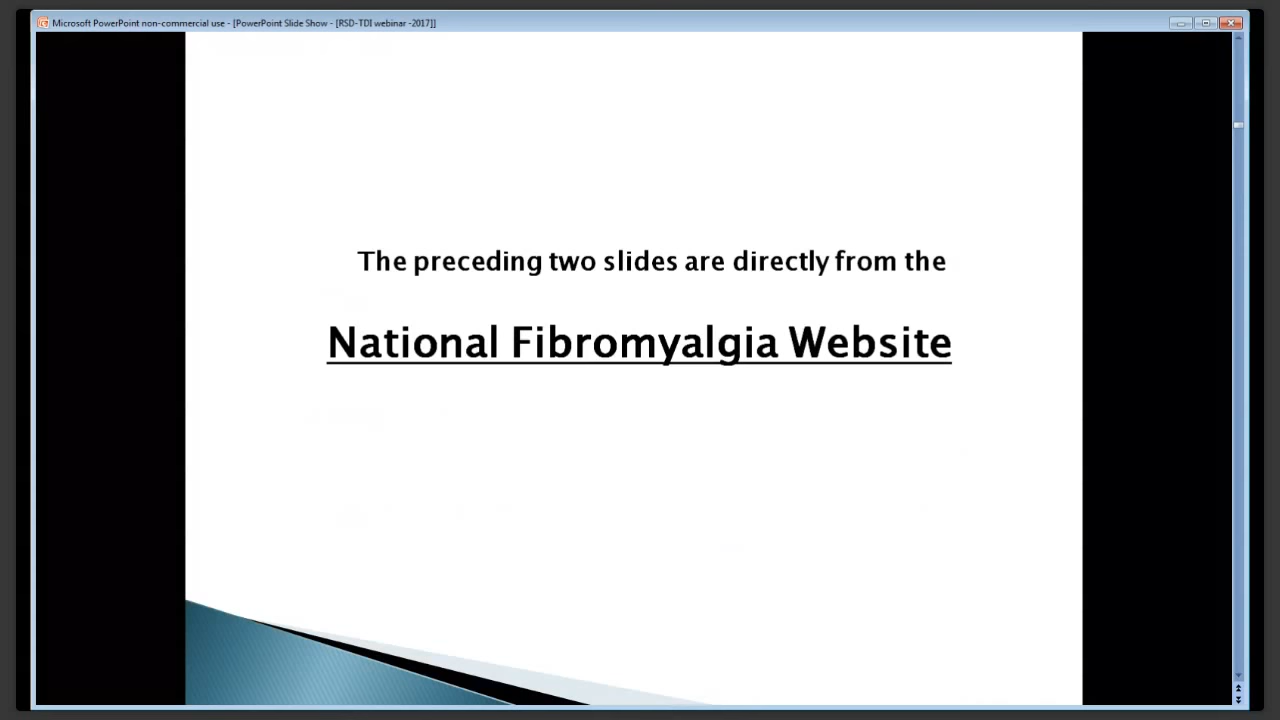 Microsoft PowerPoint non-commercial use - [PowerPoint Slide Show - [RSD-TDI webinar -2017]]
The preceding two slides are directly from the
National Fibromyalgia Website